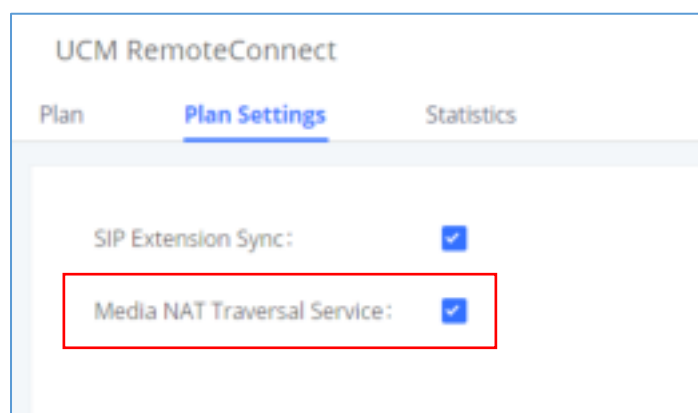 UCM RemoteConnect
Plan Plan Settings Statistics
SIP Extension Sync:
Media NAT Traversal Service: